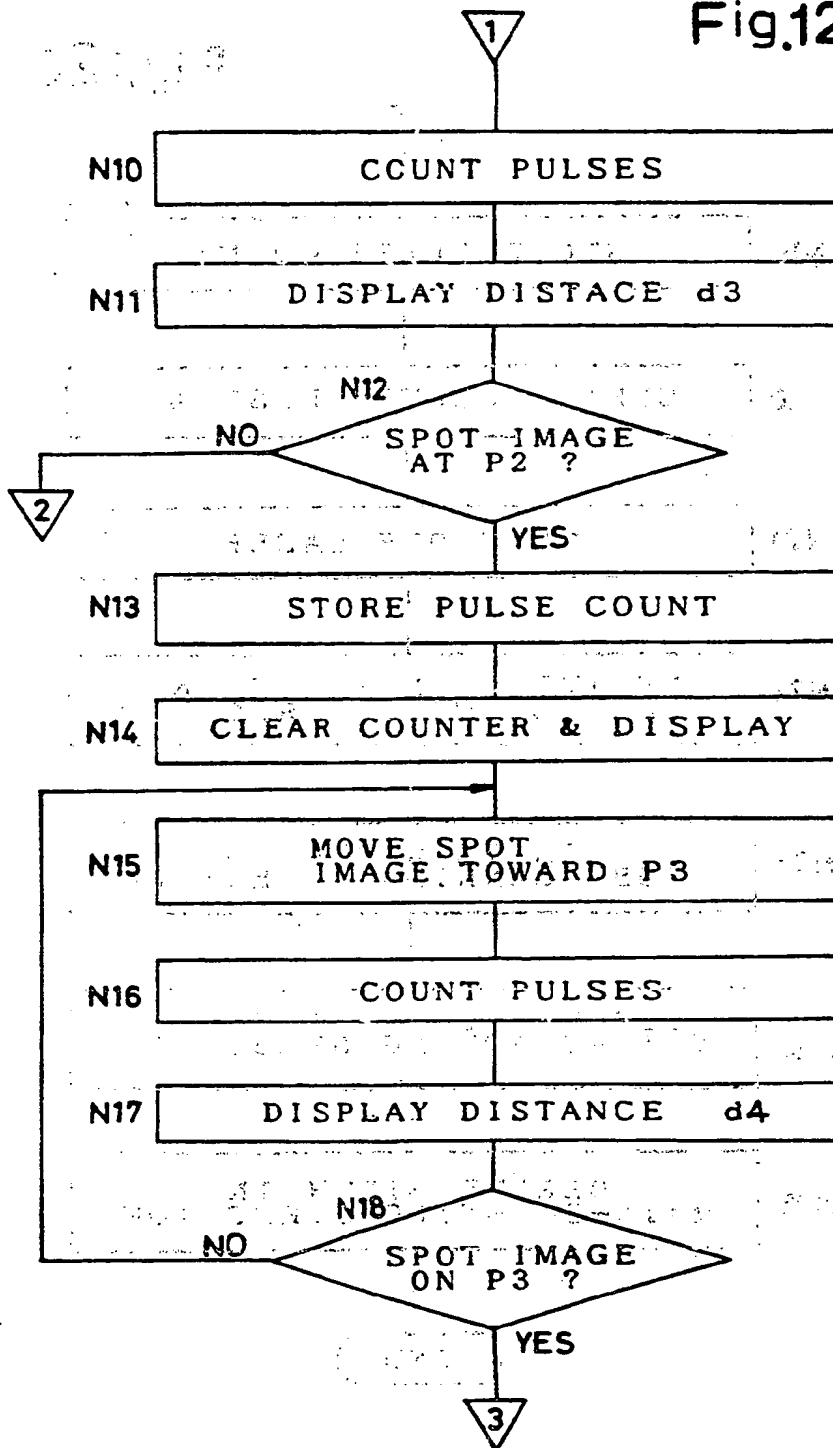 Fig.12
1
N10
CCUNT PULSES
N11
DISPLAY DISTACE d3
N12
NO
SPOT IMAGE
AT P2 ?
2
YES
N13
STORE PULSE COUNT
N14
CLEAR COUNTER & DISPLAY
N15
MOVE SPOT
IMAGE TOWARD P3
N16
COUNT PULSES
N17
DISPLAY DISTANCE d4
N18
NO
SPOT IMAGE
ON P3 ?
YES
3